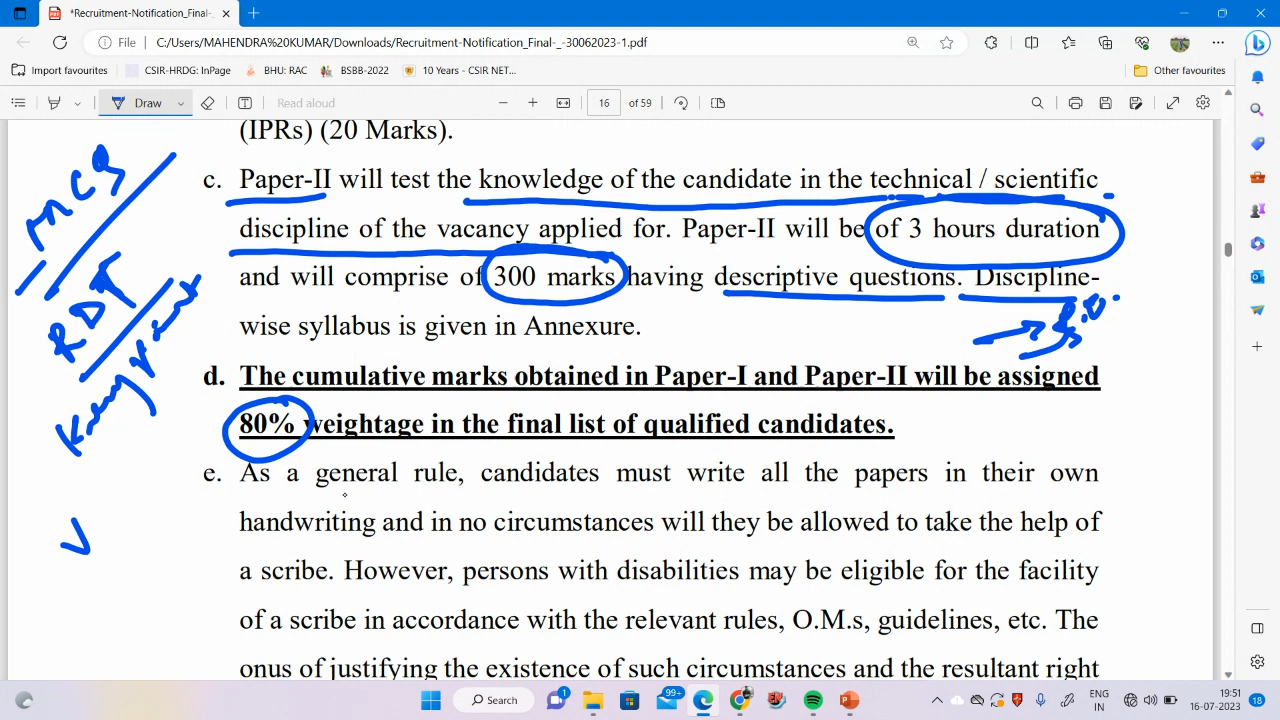 *Recruitment-Notification_Final-_
File C:/Users/MAHENDRA%20KUMAR/Downloads/Recruitment-Notification_Final-_-30062023-1.pdf
Import favourites CSIR-HRDG: InPage BHU: RAC BSBB-2022 10 Years - CSIR NET... Other favourites
Draw Read aloud 16 of 59
(IPRs) (20 Marks).
c. Paper-II will test the knowledge of the candidate in the technical / scientific
discipline of the vacancy applied for. Paper-II will be of 3 hours duration
and will comprise of 300 marks having descriptive questions. Discipline-
wise syllabus is given in Annexure.
d. The cumulative marks obtained in Paper-I and Paper-II will be assigned
80% weightage in the final list of qualified candidates.
e. As a general rule, candidates must write all the papers in their own
handwriting and in no circumstances will they be allowed to take the help of
a scribe. However, persons with disabilities may be eligible for the facility
of a scribe in accordance with the relevant rules, O.M.s, guidelines, etc. The
onus of justifying the existence of such circumstances and the resultant right
MCQ
Search 1 99+ ENG
IN 19:51
16-07-2023 18